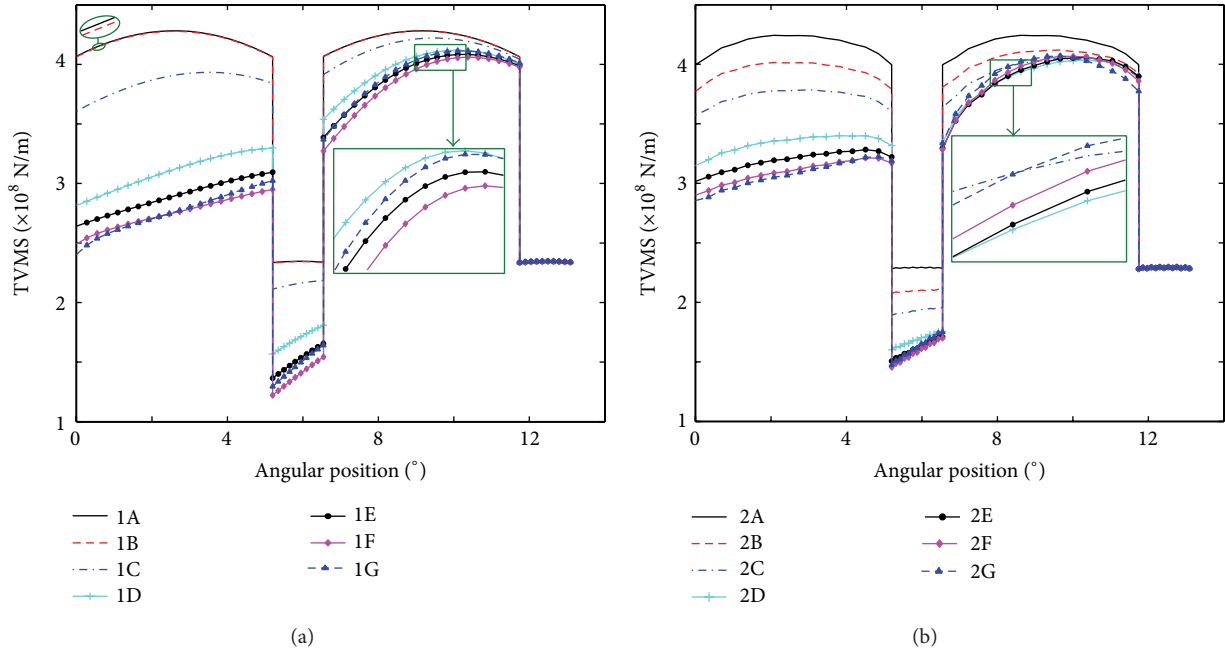 TVMS (×10⁸ N/m)
4
3
2
1
0
4
8
12
Angular position (°)
1A
1B
1C
1D
1E
1F
1G
(a)
TVMS (×10⁸ N/m)
4
3
2
1
0
4
8
12
Angular position (°)
2A
2B
2C
2D
2E
2F
2G
(b)